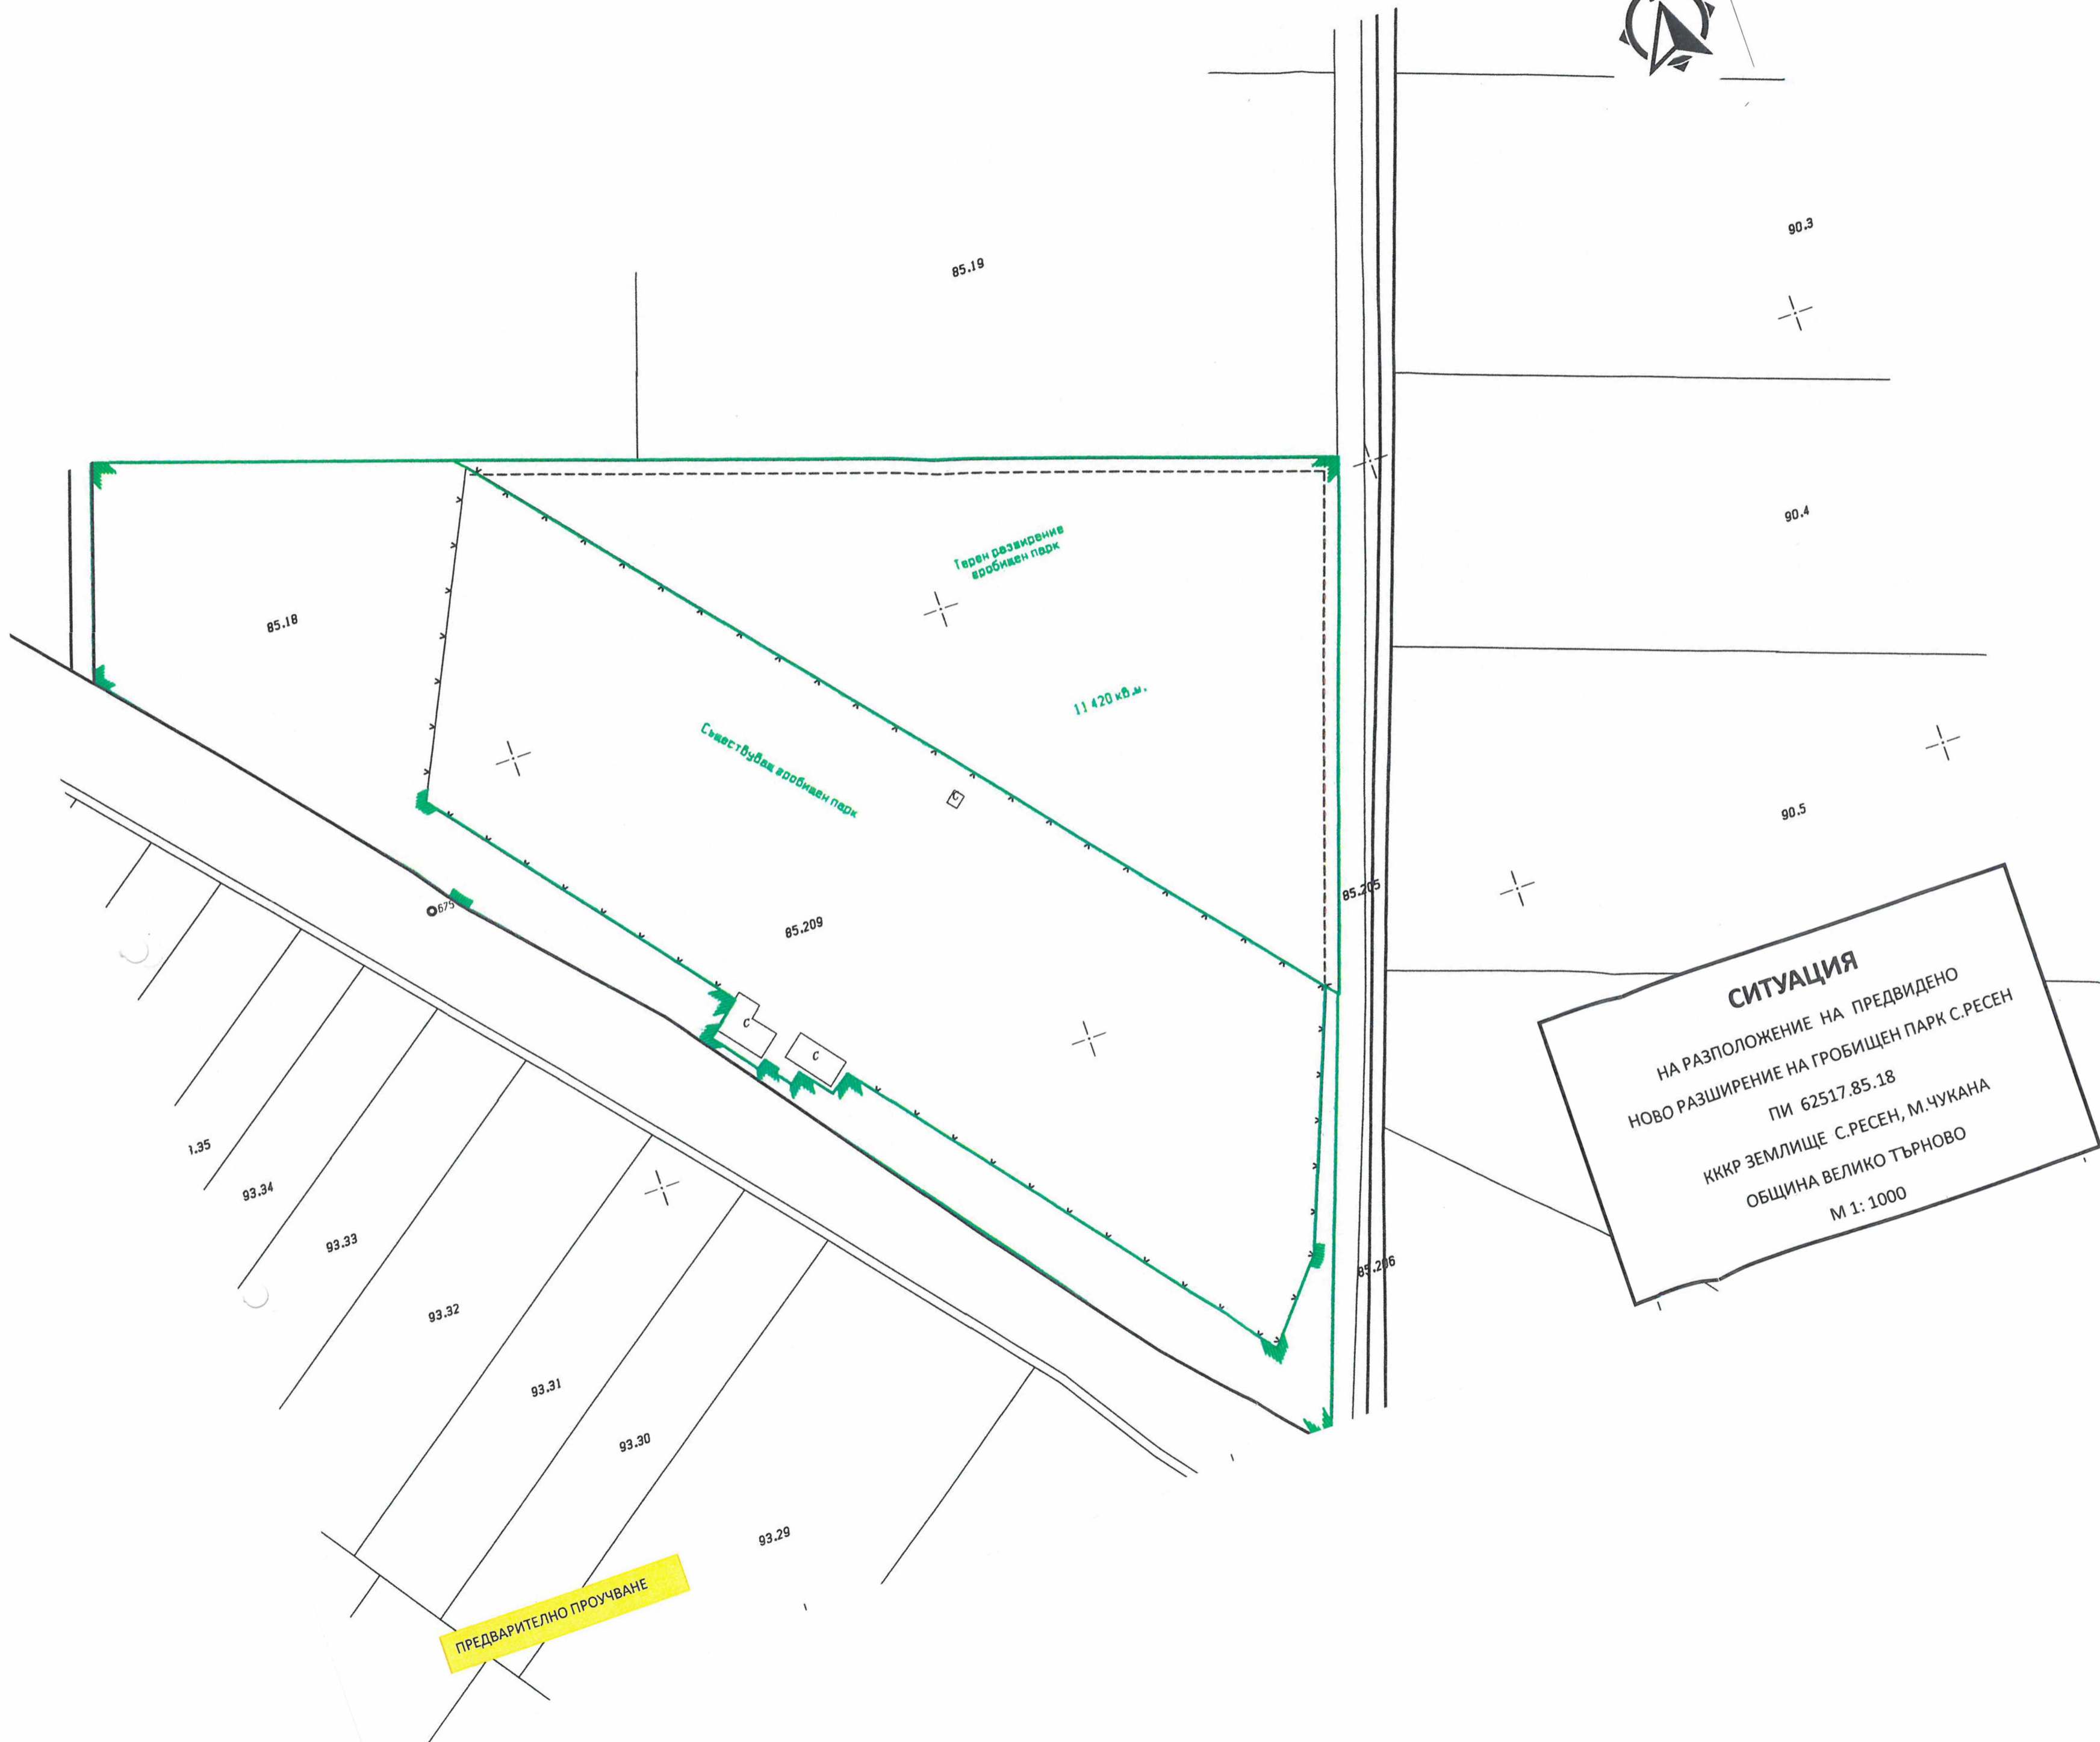 90.3
85.19
90.4
Терен разширение
гробищен парк
11 420 кв.м.
85.18
Съществуващ гробищен парк
С
90.5
85.205
675
85.209
С
С
85.206
1.35
93.34
93.33
93.32
93.31
93.30
93.29
СИТУАЦИЯ
НА РАЗПОЛОЖЕНИЕ НА ПРЕДВИДЕНО
НОВО РАЗШИРЕНИЕ НА ГРОБИЩЕН ПАРК С.РЕСЕН
ПИ 62517.85.18
КККР ЗЕМЛИЩЕ С.РЕСЕН, М.ЧУКАНА
ОБЩИНА ВЕЛИКО ТЪРНОВО
М 1: 1000
ПРЕДВАРИТЕЛНО ПРОУЧВАНЕ